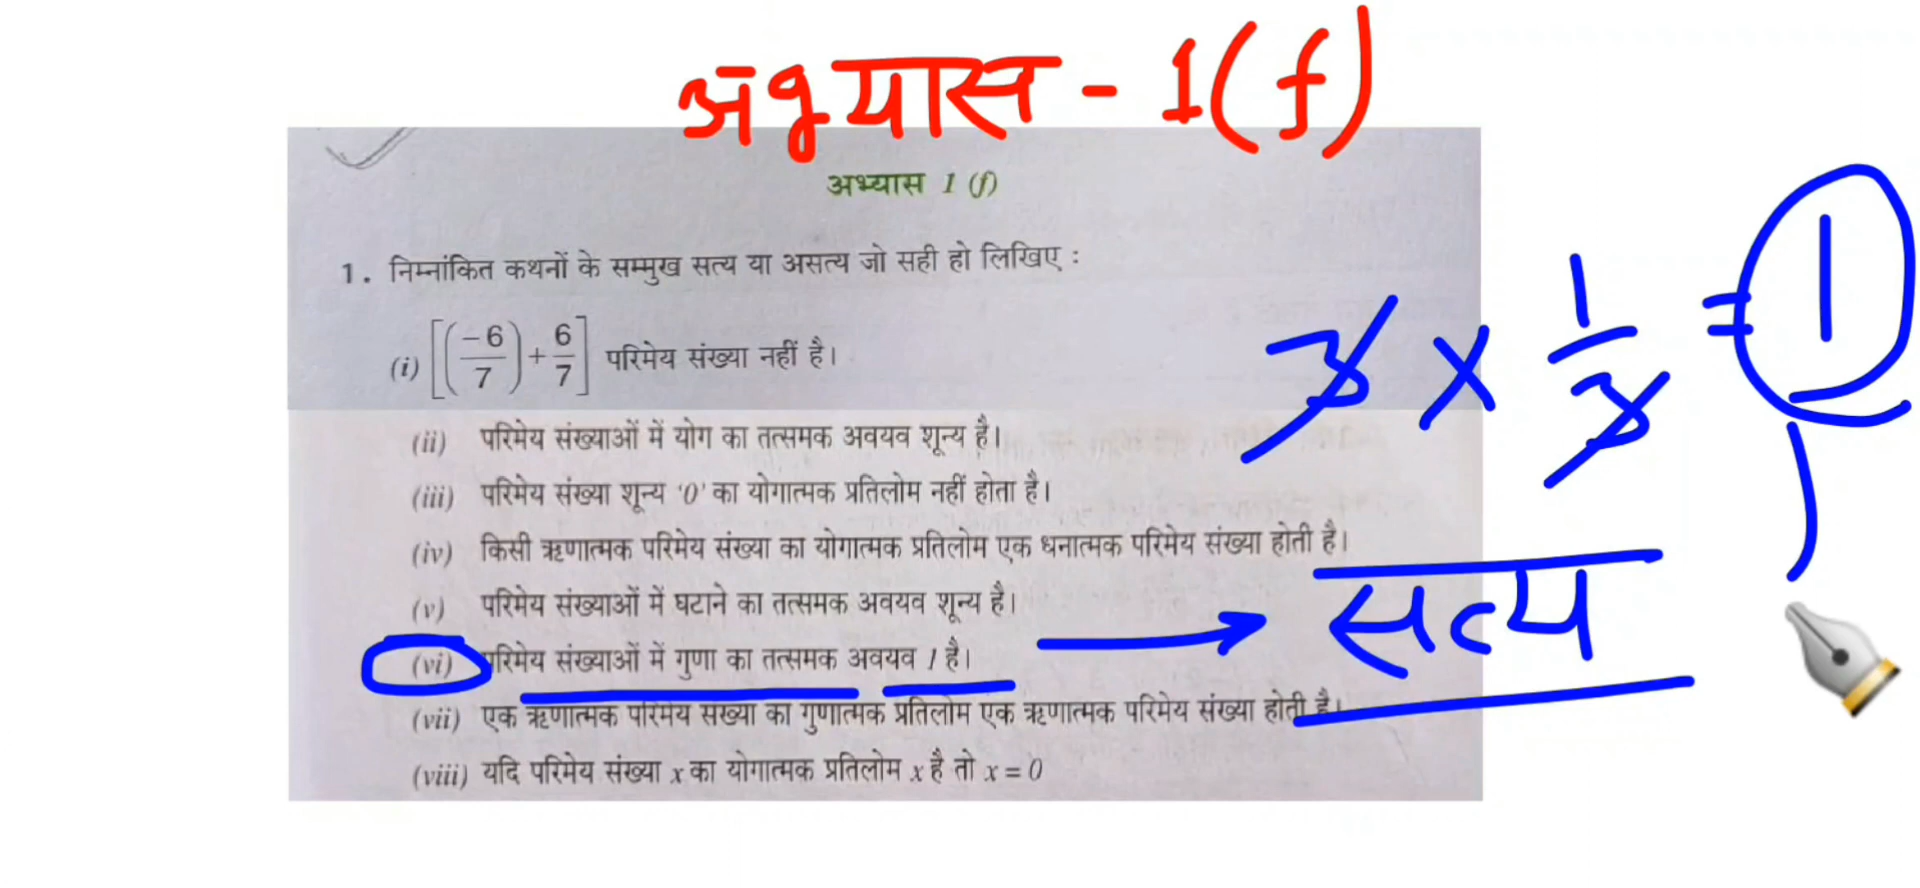 अभ्यास - 1(f)
अभ्यास 1 (f)
1. निम्नांकित कथनों के सम्मुख सत्य या असत्य जो सही हो लिखिए :
(i) [(-6/7) + 6/7] परिमेय संख्या नहीं है।
(ii) परिमेय संख्याओं में योग का तत्समक अवयव शून्य है।
(iii) परिमेय संख्या शून्य '0' का योगात्मक प्रतिलोम नहीं होता है।
(iv) किसी ऋणात्मक परिमेय संख्या का योगात्मक प्रतिलोम एक धनात्मक परिमेय संख्या होती है।
(v) परिमेय संख्याओं में घटाने का तत्समक अवयव शून्य है।
(vi) परिमेय संख्याओं में गुणा का तत्समक अवयव 1 है।
(vii) एक ऋणात्मक परिमेय संख्या का गुणात्मक प्रतिलोम एक ऋणात्मक परिमेय संख्या होती है।
(viii) यदि परिमेय संख्या x का योगात्मक प्रतिलोम x है तो x = 0
3 × 1/3 = 1
→ सत्य